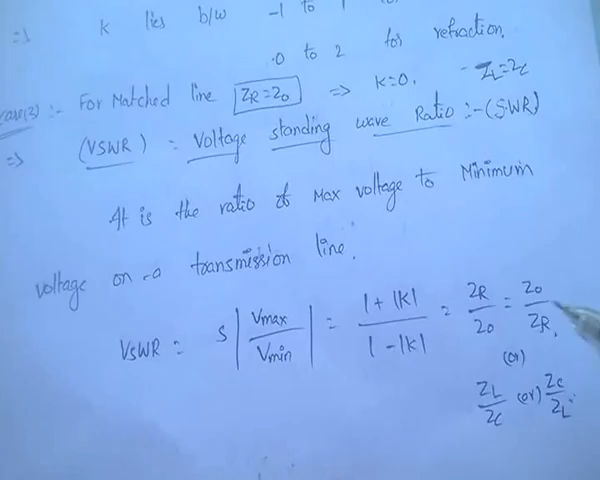 => K lies b/w -1 to 1
0 to 2 for refraction.
case(3) :- For Matched line ZR=Z0 => K=0. - ZL=Zc
=> (VSWR) = Voltage standing wave Ratio :- (SWR)
It is the ratio of Max voltage to Minimum
voltage on a transmission line.
VSWR = S |Vmax/Vmin| = 1+|K| / 1-|K| = ZR/Z0 = Z0/ZR.
(or)
ZL/Zc (or) Zc/ZL